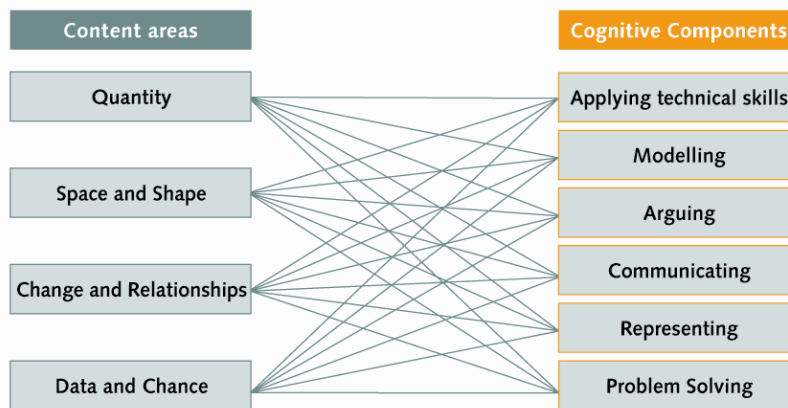 Content areas
Quantity
Space and Shape
Change and Relationships
Data and Chance
Cognitive Components
Applying technical skills
Modelling
Arguing
Communicating
Representing
Problem Solving